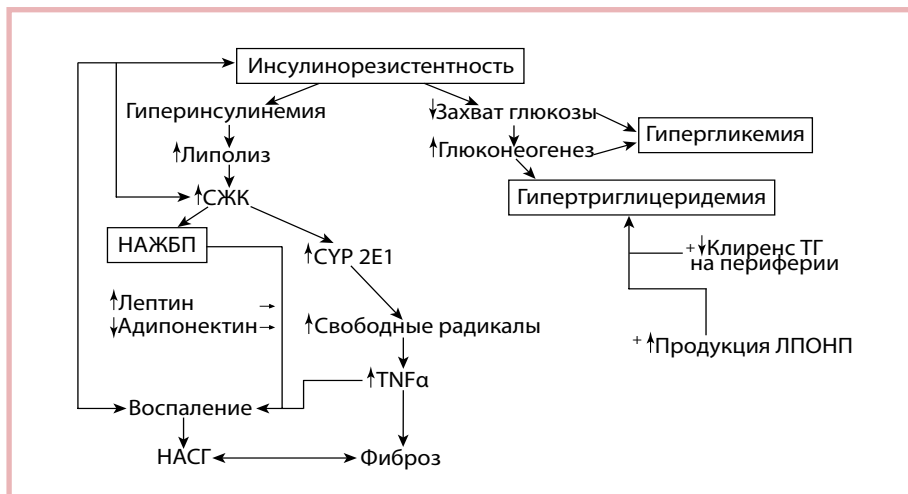 Инсулинорезистентность
Гиперинсулинемия
↓Захват глюкозы
Гипергликемия
↑Липолиз
↑Глюконеогенез
↑СЖК
Гипертриглицеридемия
НАЖБП
↑CYP 2E1
+↓Клиренс ТГ
на периферии
↑Лептин
↓Адипонектин
↑Свободные радикалы
+ ↑Продукция ЛПОНП
↑TNFα
Воспаление
НАСГ
Фиброз